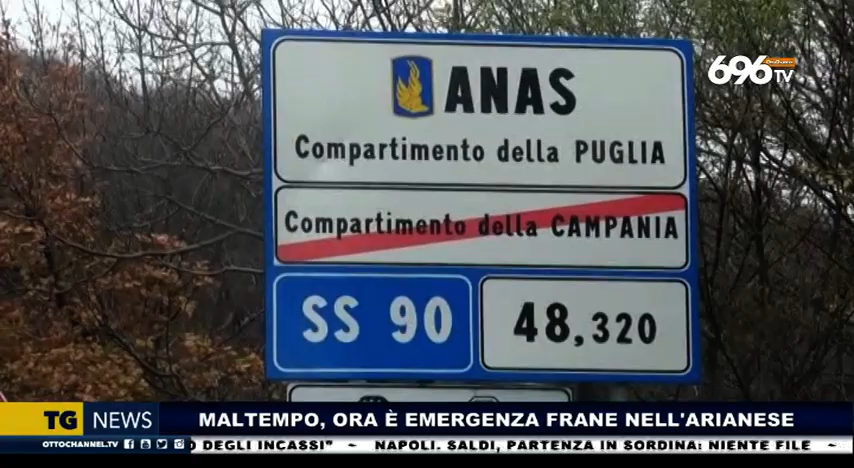 ANAS
Compartimento della PUGLIA
Compartimento della CAMPANIA
SS 90
48,320
696 TV
TG NEWS
MALTEMPO, ORA È EMERGENZA FRANE NELL'ARIANESE
OTTOCHANNEL.TV
DEGLI INCASSI" ~ NAPOLI. SALDI, PARTENZA IN SORDINA: NIENTE FILE ~